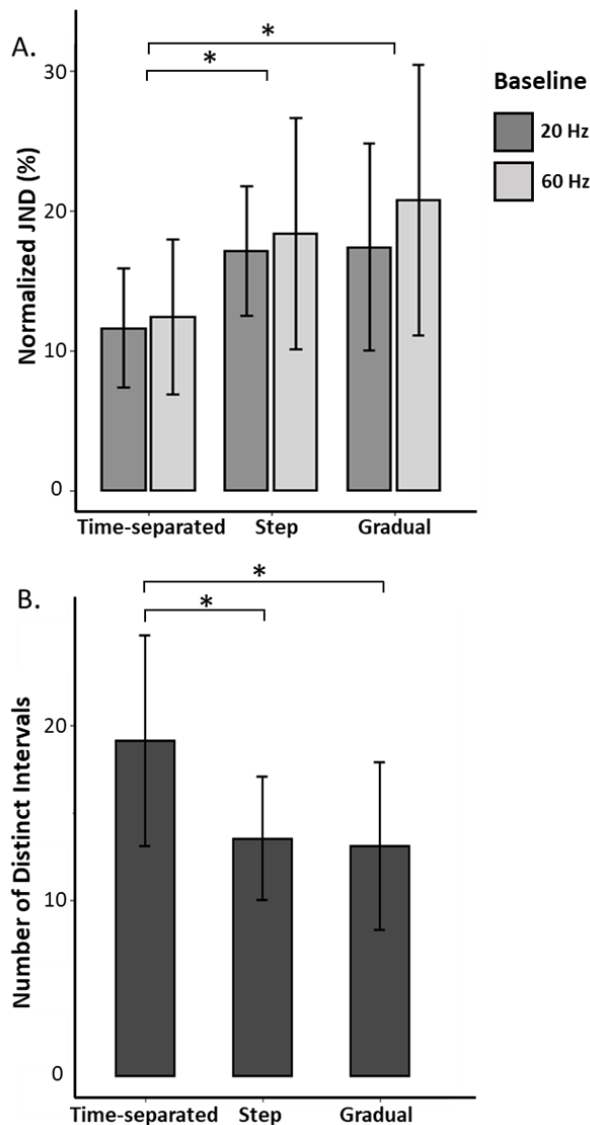 A.
*
*
30
20
10
0
Normalized JND (%)
Time-separated Step Gradual
Baseline
20 Hz
60 Hz
B.
*
*
20
10
0
Number of Distinct Intervals
Time-separated Step Gradual